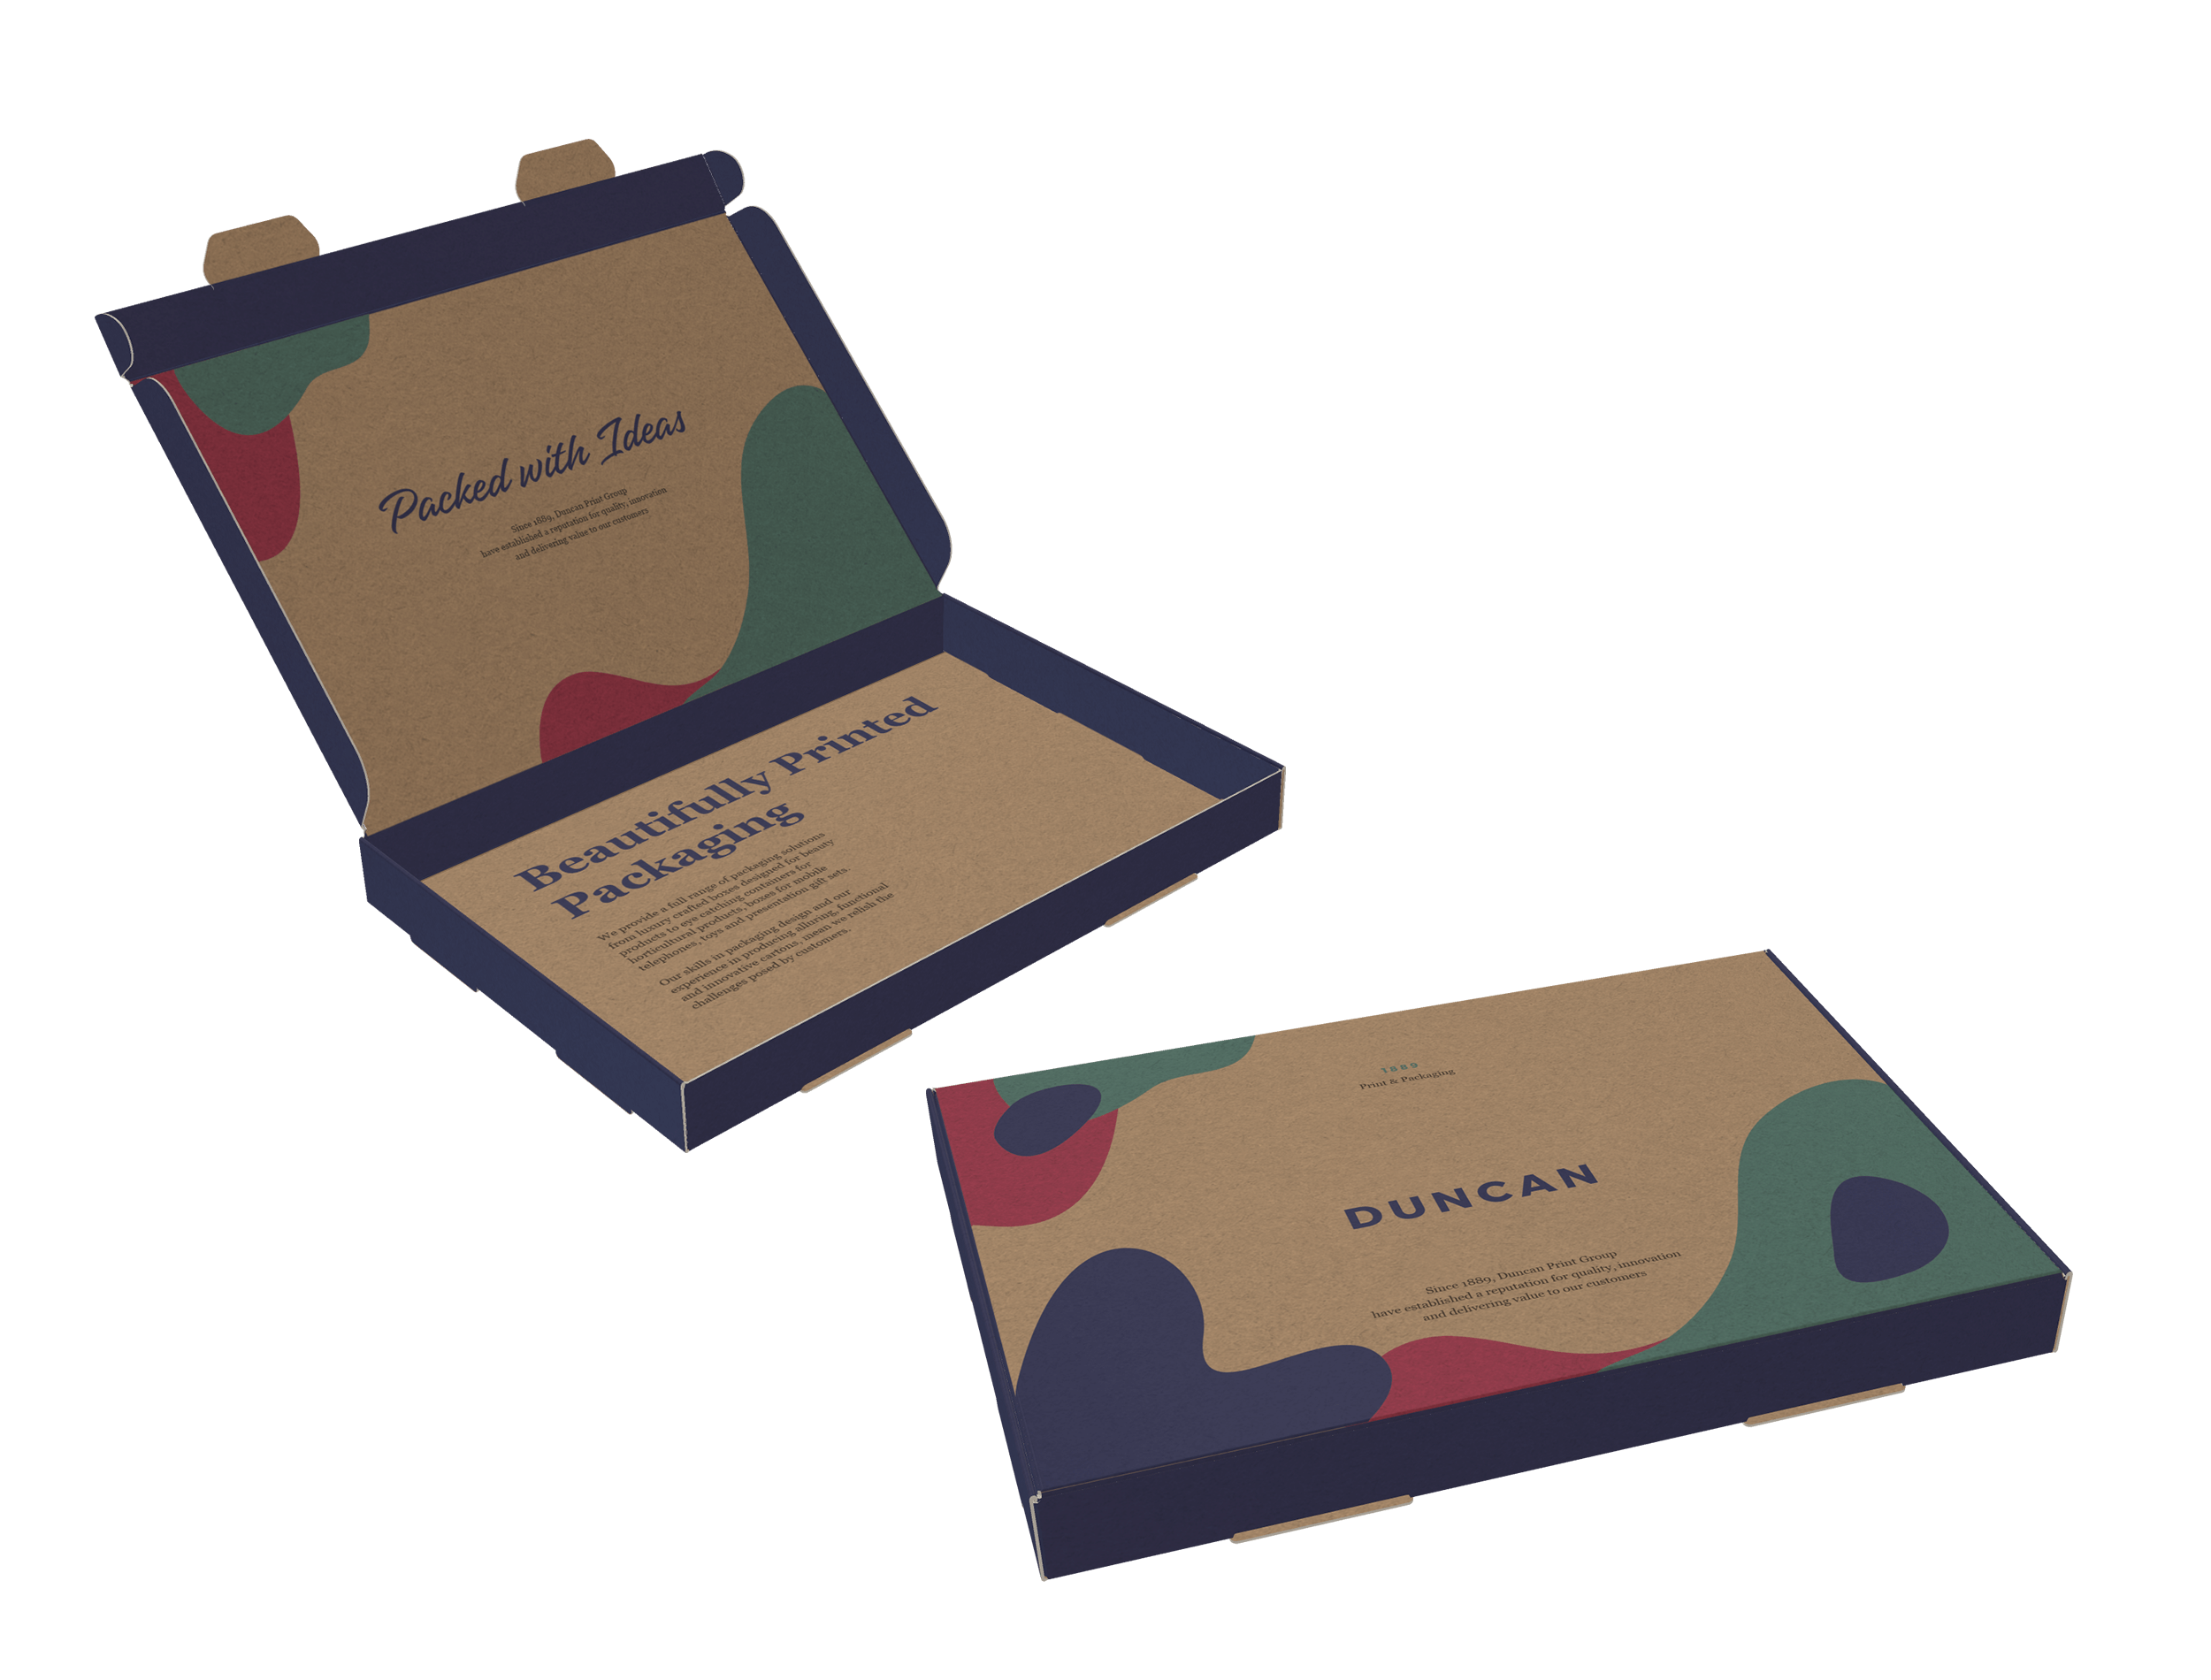 Packed with Ideas
Since 1889, Duncan Print Group
have established a reputation for quality, innovation
and delivering value to our customers
Beautifully Printed
Packaging
We provide a full range of packaging solutions
from luxury crafted boxes designed for beauty
products to eye catching containers for
horticultural products, boxes for mobile
telephones, toys and presentation gift sets.
Our skills in packaging design and our
experience in producing alluring, functional
and innovative cartons, mean we relish the
challenges posed by customers.
1889
Print & Packaging
DUNCAN
Since 1889, Duncan Print Group
have established a reputation for quality, innovation
and delivering value to our customers